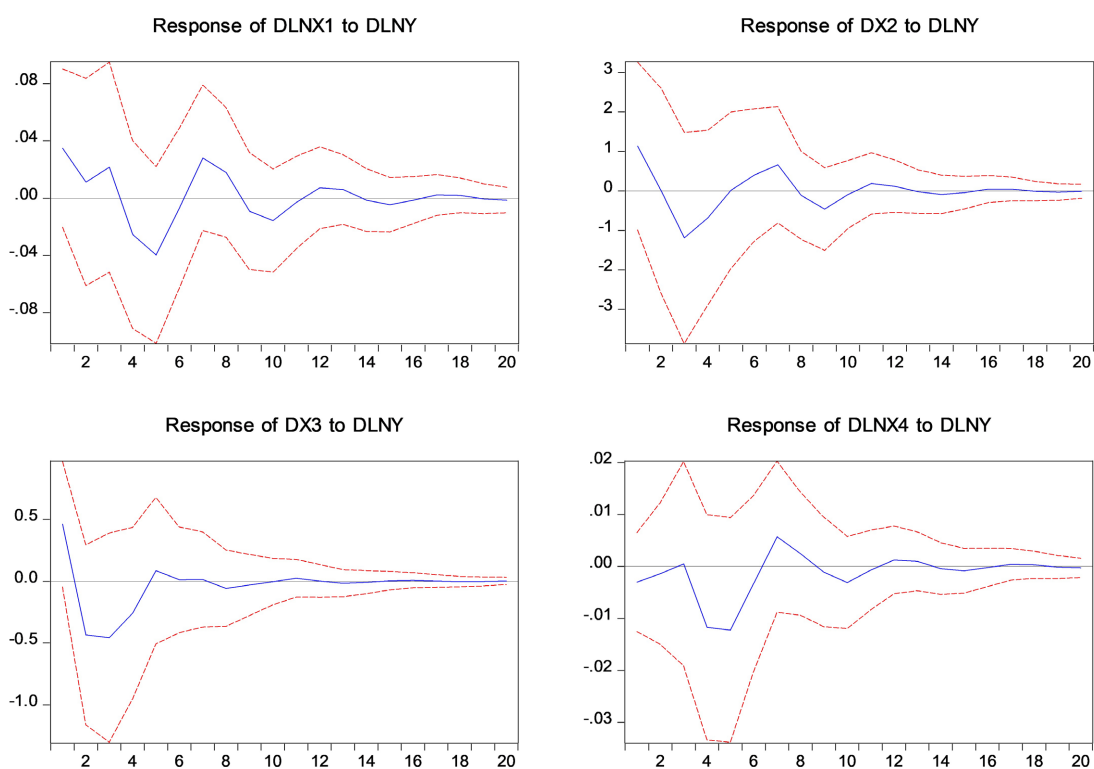 Response of DLNX1 to DLNY
.08
.04
.00
-.04
-.08
2 4 6 8 10 12 14 16 18 20
Response of DX2 to DLNY
3
2
1
0
-1
-2
-3
2 4 6 8 10 12 14 16 18 20
Response of DX3 to DLNY
0.5
0.0
-0.5
-1.0
2 4 6 8 10 12 14 16 18 20
Response of DLNX4 to DLNY
.02
.01
.00
-.01
-.02
-.03
2 4 6 8 10 12 14 16 18 20